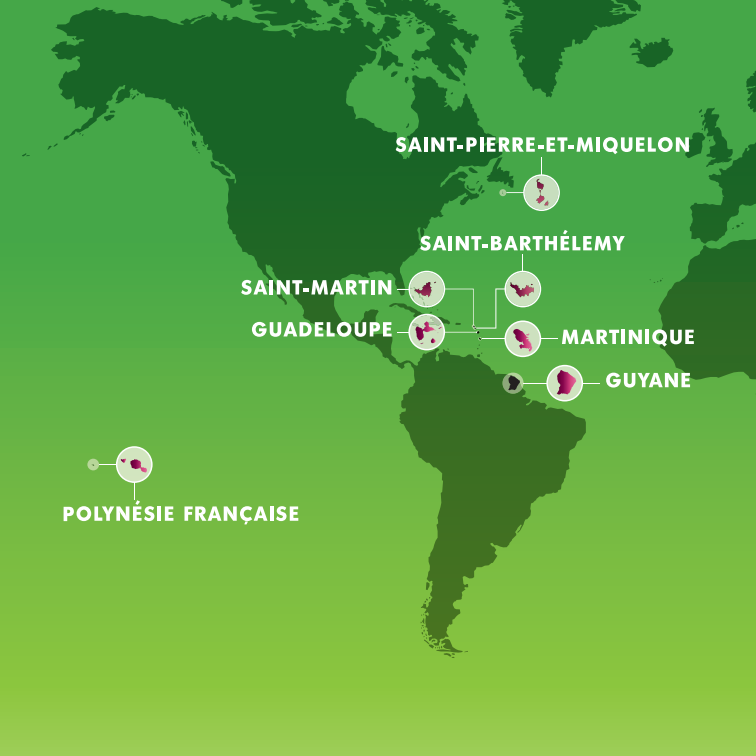 SAINT-PIERRE-ET-MIQUELON
SAINT-BARTHÉLEMY
SAINT-MARTIN
GUADELOUPE
MARTINIQUE
GUYANE
POLYNÉSIE FRANÇAISE